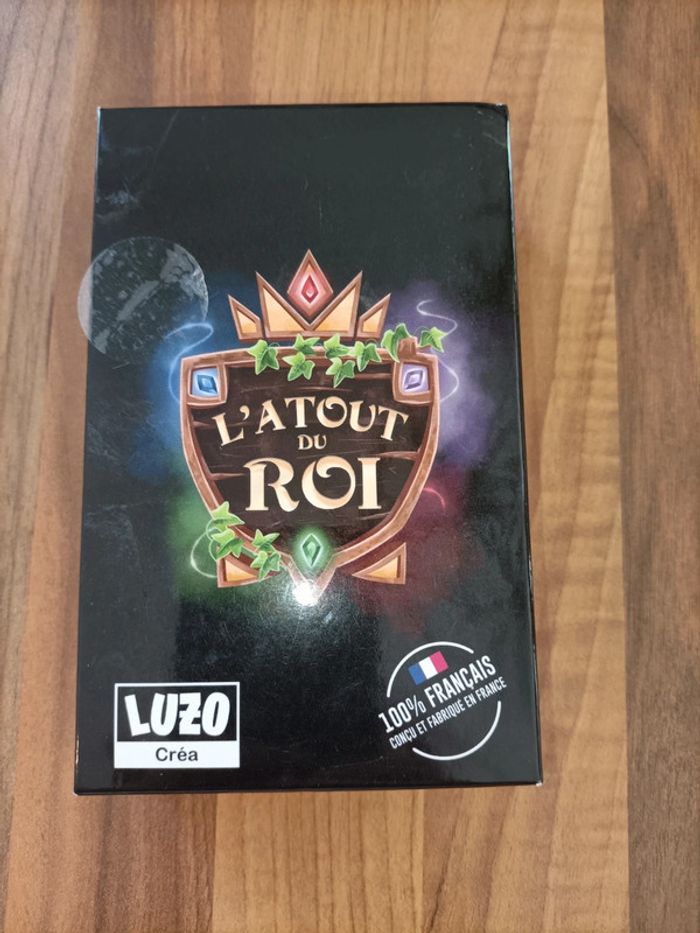 L'ATOUT
DU
ROI
LUZO
Créa
100% FRANÇAIS
CONÇU ET FABRIQUÉ EN FRANCE